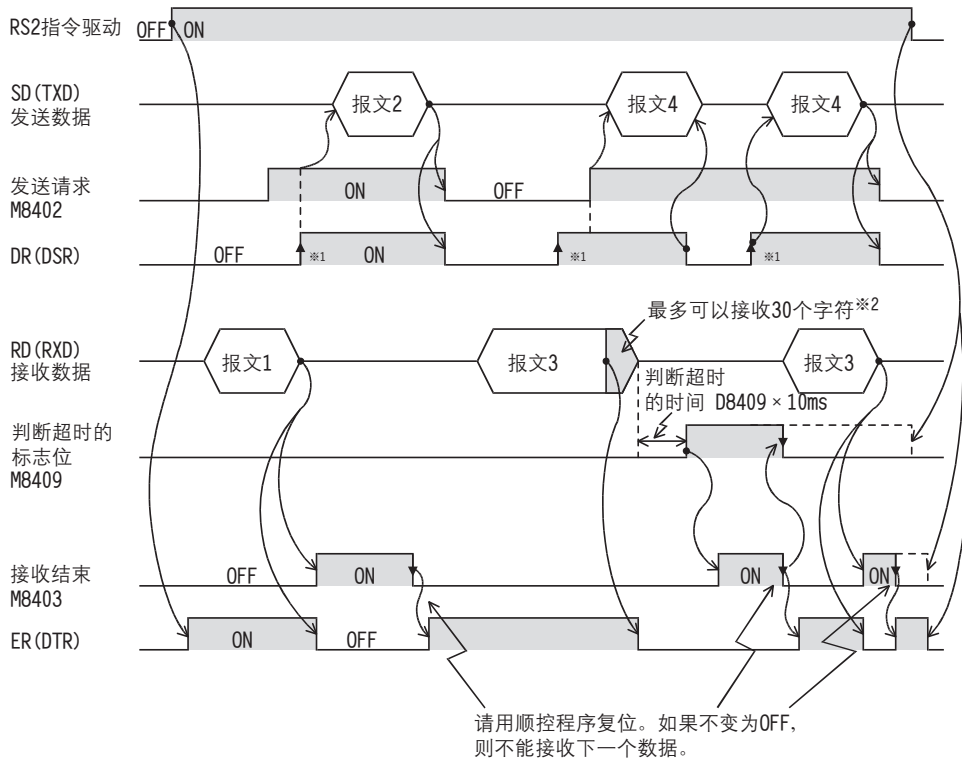 RS2指令驱动 OFF ON
SD(TXD)
发送数据
报文2 报文4 报文4
发送请求
M8402
ON OFF
DR(DSR) OFF ※1 ON ※1 ※1
最多可以接收30个字符※2
RD(RXD)
接收数据
报文1 报文3 报文3
判断超时
的时间 D8409×10ms
判断超时的
标志位
M8409
接收结束
M8403
OFF ON ON ON
ER(DTR) ON OFF
请用顺控程序复位。如果不变为OFF,
则不能接收下一个数据。